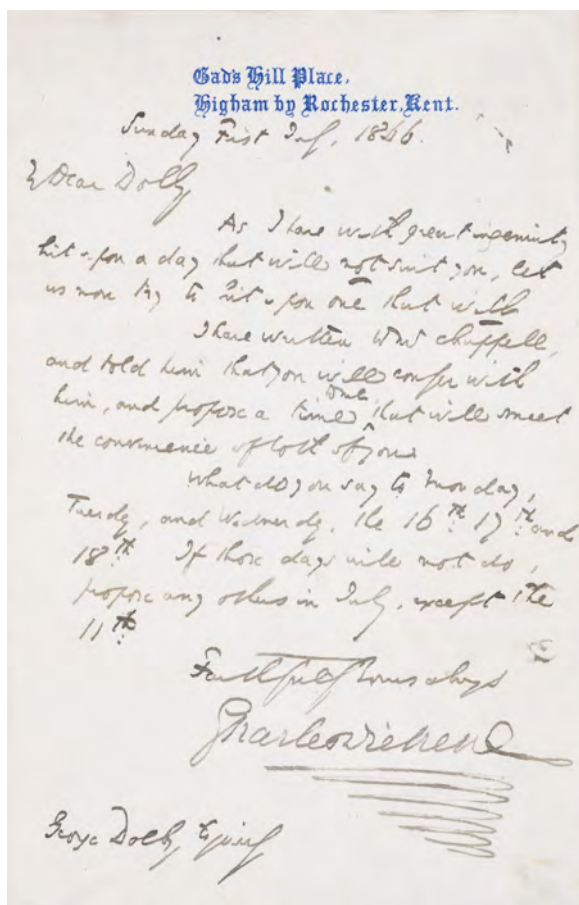 Gad's Hill Place,
Higham by Rochester, Kent.
Sunday First July, 1866.
My Dear Dolby
As I have with great ingenuity
hit upon a day that will not suit you, let
us now try to hit upon one that will
I have written Chappell,
and told him that you will confer with
him, and propose a time that will meet
the convenience of both of you.
What do you say to Monday,
Tuesday, and Wednesday, the 16th 17th and
18th. If those days will not do,
propose any others in July, except the
11th.
Faithfully Yours always
Charles Dickens
George Dolby Esquire